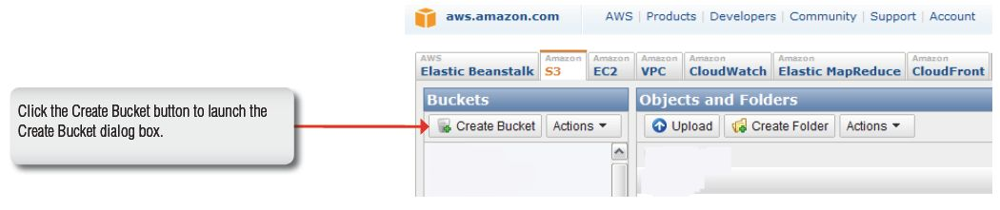 aws.amazon.com AWS | Products | Developers | Community | Support | Account
AWS Amazon Amazon Amazon Amazon Amazon Amazon
Elastic Beanstalk S3 EC2 VPC CloudWatch Elastic MapReduce CloudFront
Buckets Objects and Folders
Click the Create Bucket button to launch the
Create Bucket dialog box.
Create Bucket Actions Upload Create Folder Actions